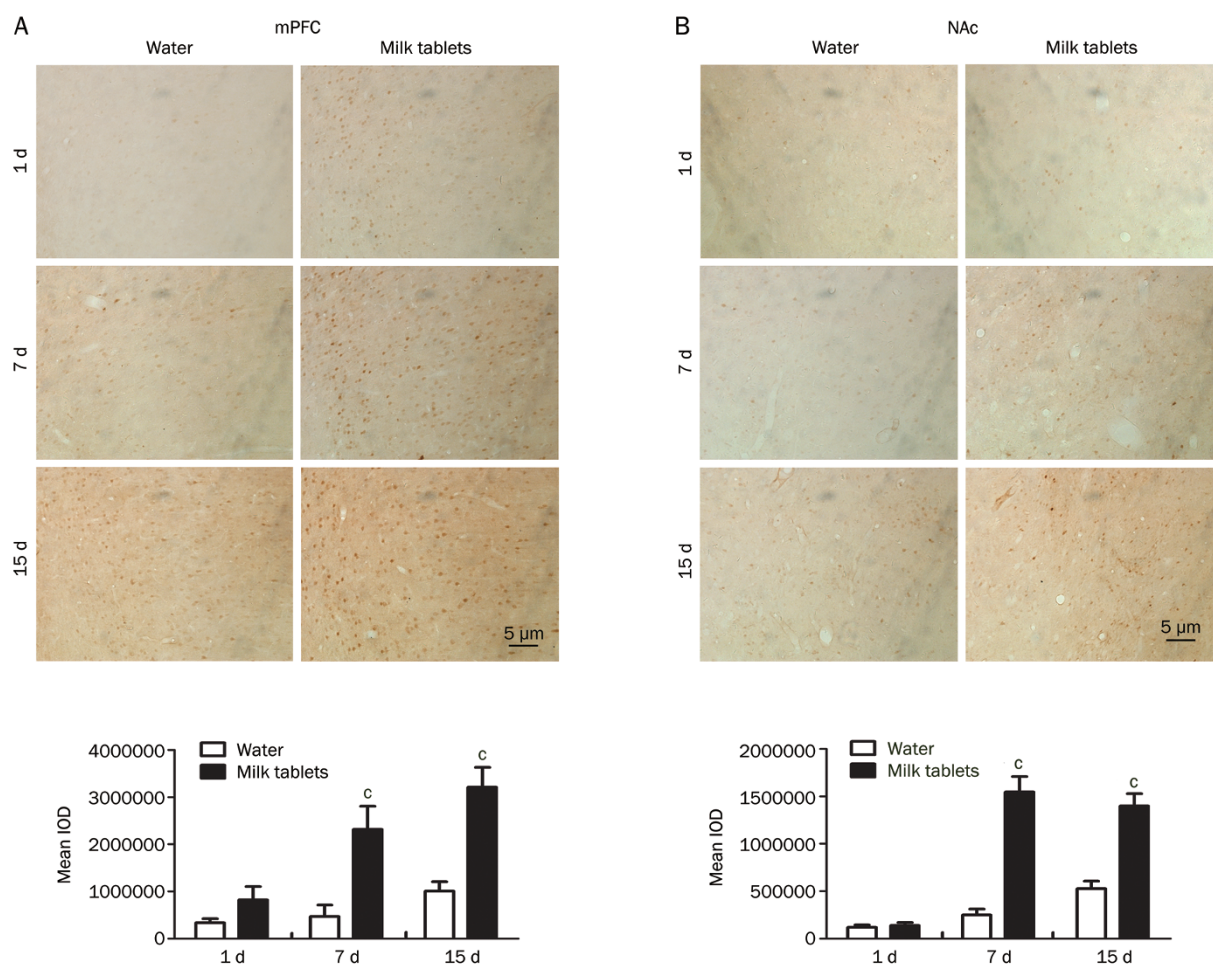 A
mPFC
Water
Milk tablets
1 d
7 d
15 d
5 μm
4000000
3000000
2000000
1000000
0
Mean IOD
Water
Milk tablets
c
c
1 d
7 d
15 d
B
NAc
Water
Milk tablets
1 d
7 d
15 d
5 μm
2000000
1500000
1000000
500000
0
Mean IOD
Water
Milk tablets
c
c
1 d
7 d
15 d